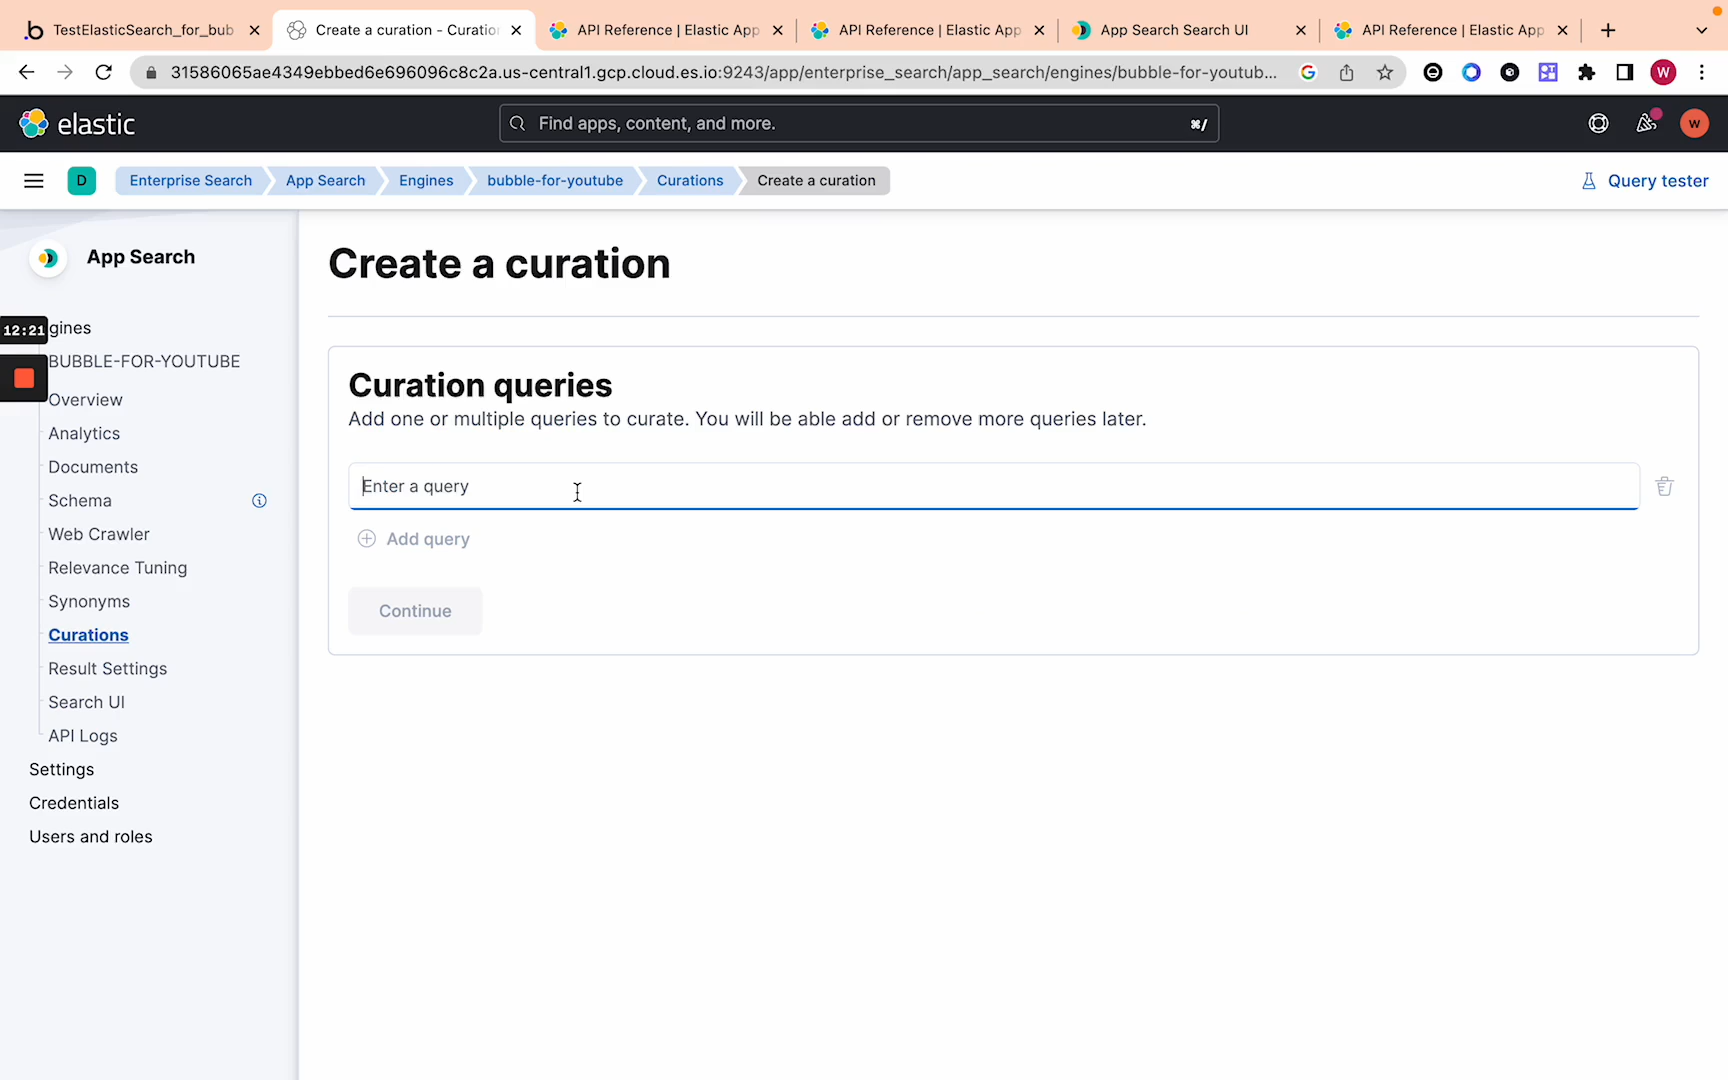 TestElasticSearch_for_bub
Create a curation - Curatio
API Reference | Elastic App
API Reference | Elastic App
App Search Search UI
API Reference | Elastic App
31586065ae4349ebbed6e696096c8c2a.us-central1.gcp.cloud.es.io:9243/app/enterprise_search/app_search/engines/bubble-for-youtub...
W
elastic
Find apps, content, and more.
⌘/
W
D
Enterprise Search
App Search
Engines
bubble-for-youtube
Curations
Create a curation
Query tester
App Search
12:21
gines
BUBBLE-FOR-YOUTUBE
Overview
Analytics
Documents
Schema
Web Crawler
Relevance Tuning
Synonyms
Curations
Result Settings
Search UI
API Logs
Settings
Credentials
Users and roles
Create a curation
Curation queries
Add one or multiple queries to curate. You will be able add or remove more queries later.
Enter a query
Add query
Continue